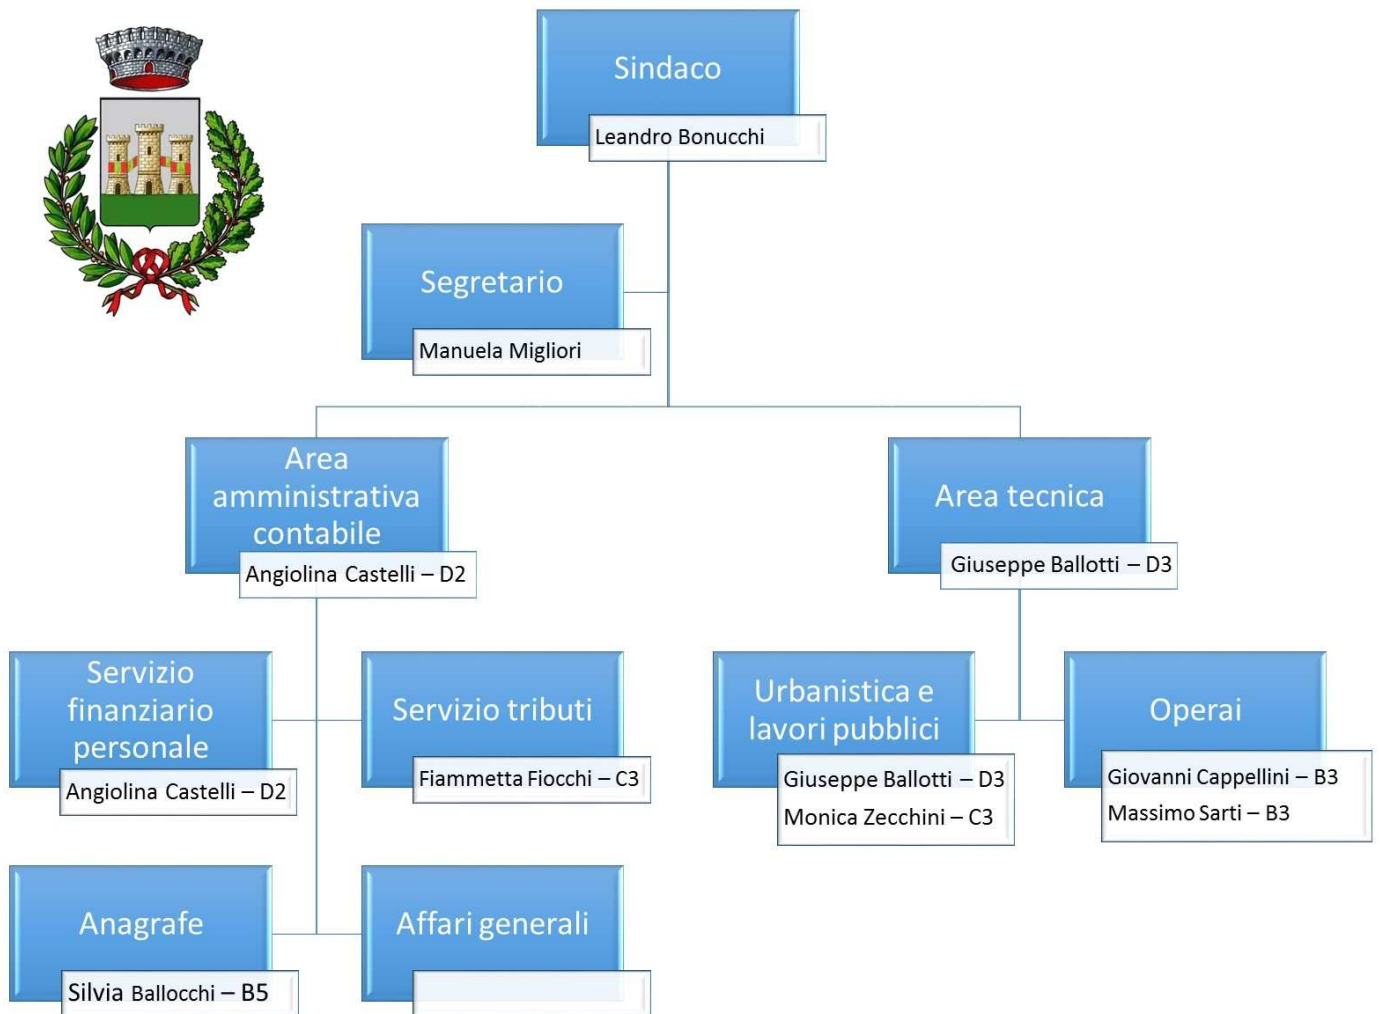 Sindaco
Leandro Bonucchi
Segretario
Manuela Migliori
Area
amministrativa
contabile
Angiolina Castelli – D2
Area tecnica
Giuseppe Ballotti – D3
Servizio
finanziario
personale
Angiolina Castelli – D2
Servizio tributi
Fiammetta Fiocchi – C3
Urbanistica e
lavori pubblici
Giuseppe Ballotti – D3
Monica Zecchini – C3
Operai
Giovanni Cappellini – B3
Massimo Sarti – B3
Anagrafe
Silvia Ballocchi – B5
Affari generali